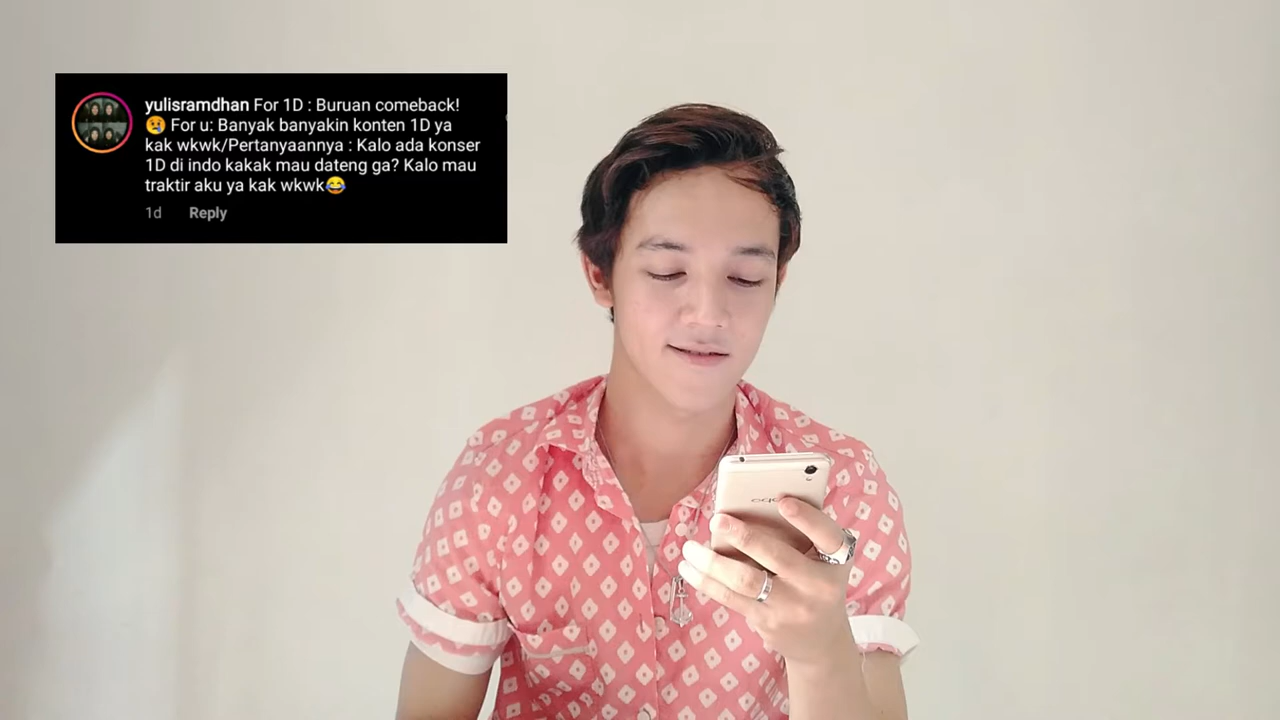 yulisramdhan For 1D : Buruan comeback!
😢 For u: Banyak banyakin konten 1D ya
kak wkwk/Pertanyaannya : Kalo ada konser
1D di indo kakak mau dateng ga? Kalo mau
traktir aku ya kak wkwk😂
1d Reply
oppo